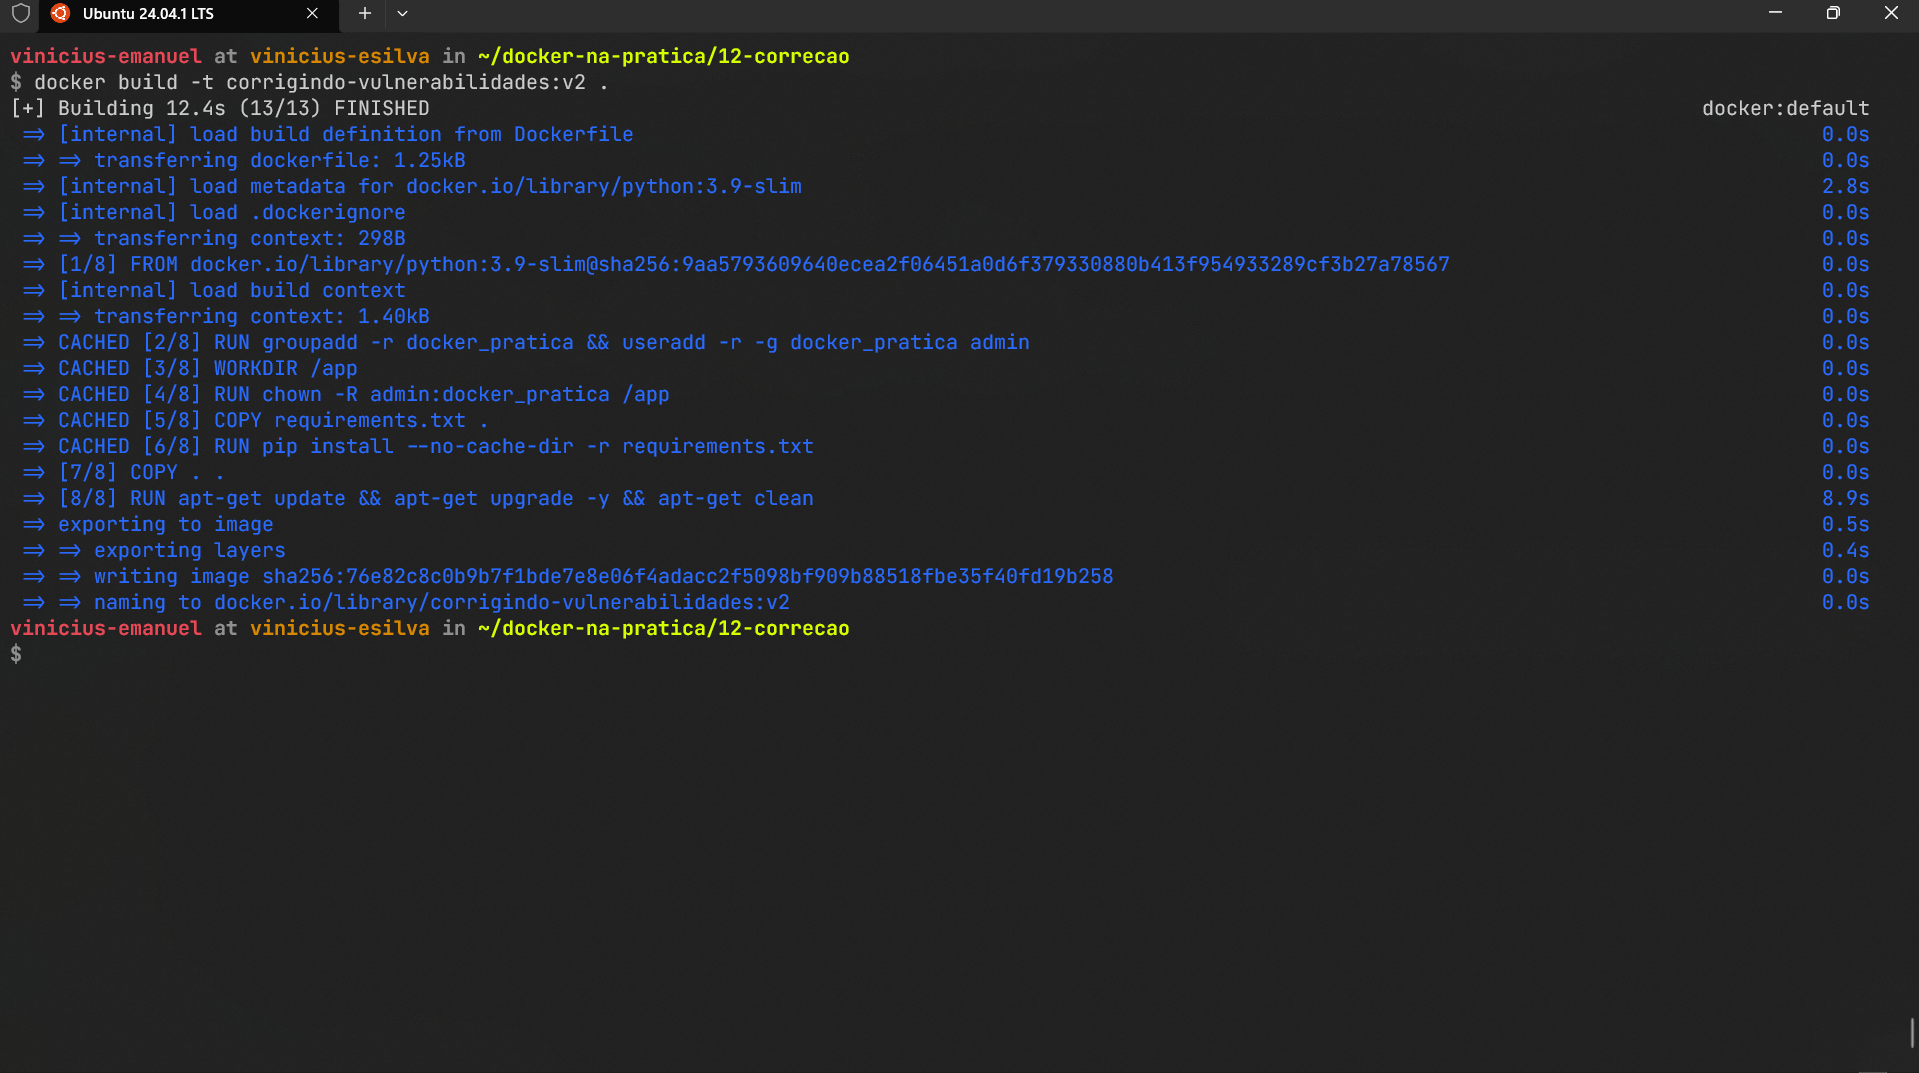 Ubuntu 24.04.1 LTS
vinicius-emanuel at vinicius-esilva in ~/docker-na-pratica/12-correcao
$ docker build -t corrigindo-vulnerabilidades:v2 .
[+] Building 12.4s (13/13) FINISHED docker:default
=> [internal] load build definition from Dockerfile 0.0s
=> => transferring dockerfile: 1.25kB 0.0s
=> [internal] load metadata for docker.io/library/python:3.9-slim 2.8s
=> [internal] load .dockerignore 0.0s
=> => transferring context: 298B 0.0s
=> [1/8] FROM docker.io/library/python:3.9-slim@sha256:9aa5793609640ecea2f06451a0d6f379330880b413f954933289cf3b27a78567 0.0s
=> [internal] load build context 0.0s
=> => transferring context: 1.40kB 0.0s
=> CACHED [2/8] RUN groupadd -r docker_pratica && useradd -r -g docker_pratica admin 0.0s
=> CACHED [3/8] WORKDIR /app 0.0s
=> CACHED [4/8] RUN chown -R admin:docker_pratica /app 0.0s
=> CACHED [5/8] COPY requirements.txt . 0.0s
=> CACHED [6/8] RUN pip install --no-cache-dir -r requirements.txt 0.0s
=> [7/8] COPY . . 0.0s
=> [8/8] RUN apt-get update && apt-get upgrade -y && apt-get clean 8.9s
=> exporting to image 0.5s
=> => exporting layers 0.4s
=> => writing image sha256:76e82c8c0b9b7f1bde7e8e06f4adacc2f5098bf909b88518fbe35f40fd19b258 0.0s
=> => naming to docker.io/library/corrigindo-vulnerabilidades:v2 0.0s
vinicius-emanuel at vinicius-esilva in ~/docker-na-pratica/12-correcao
$